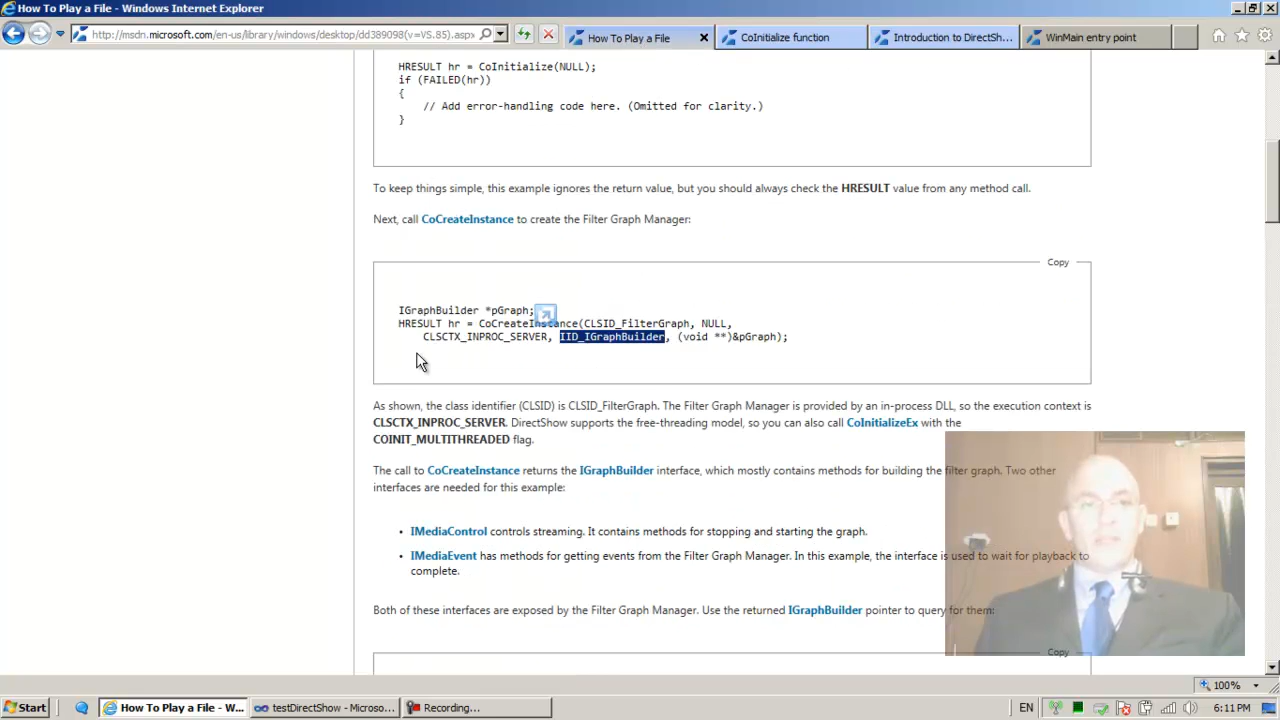 How To Play a File - Windows Internet Explorer
http://msdn.microsoft.com/en-us/library/windows/desktop/dd389098(v=VS.85).aspx
How To Play a File
CoInitialize function
Introduction to DirectSh...
WinMain entry point
HRESULT hr = CoInitialize(NULL);
if (FAILED(hr))
{
// Add error-handling code here. (Omitted for clarity.)
}
To keep things simple, this example ignores the return value, but you should always check the HRESULT value from any method call.
Next, call CoCreateInstance to create the Filter Graph Manager:
Copy
IGraphBuilder *pGraph;
HRESULT hr = CoCreateInstance(CLSID_FilterGraph, NULL,
CLSCTX_INPROC_SERVER, IID_IGraphBuilder, (void **)&pGraph);
As shown, the class identifier (CLSID) is CLSID_FilterGraph. The Filter Graph Manager is provided by an in-process DLL, so the execution context is
CLSCTX_INPROC_SERVER. DirectShow supports the free-threading model, so you can also call CoInitializeEx with the
COINIT_MULTITHREADED flag.
The call to CoCreateInstance returns the IGraphBuilder interface, which mostly contains methods for building the filter graph. Two other
interfaces are needed for this example:
• IMediaControl controls streaming. It contains methods for stopping and starting the graph.
• IMediaEvent has methods for getting events from the Filter Graph Manager. In this example, the interface is used to wait for playback to
complete.
Both of these interfaces are exposed by the Filter Graph Manager. Use the returned IGraphBuilder pointer to query for them:
Copy
100%
Start
How To Play a File - W...
testDirectShow - Microso...
Recording...
EN
6:11 PM